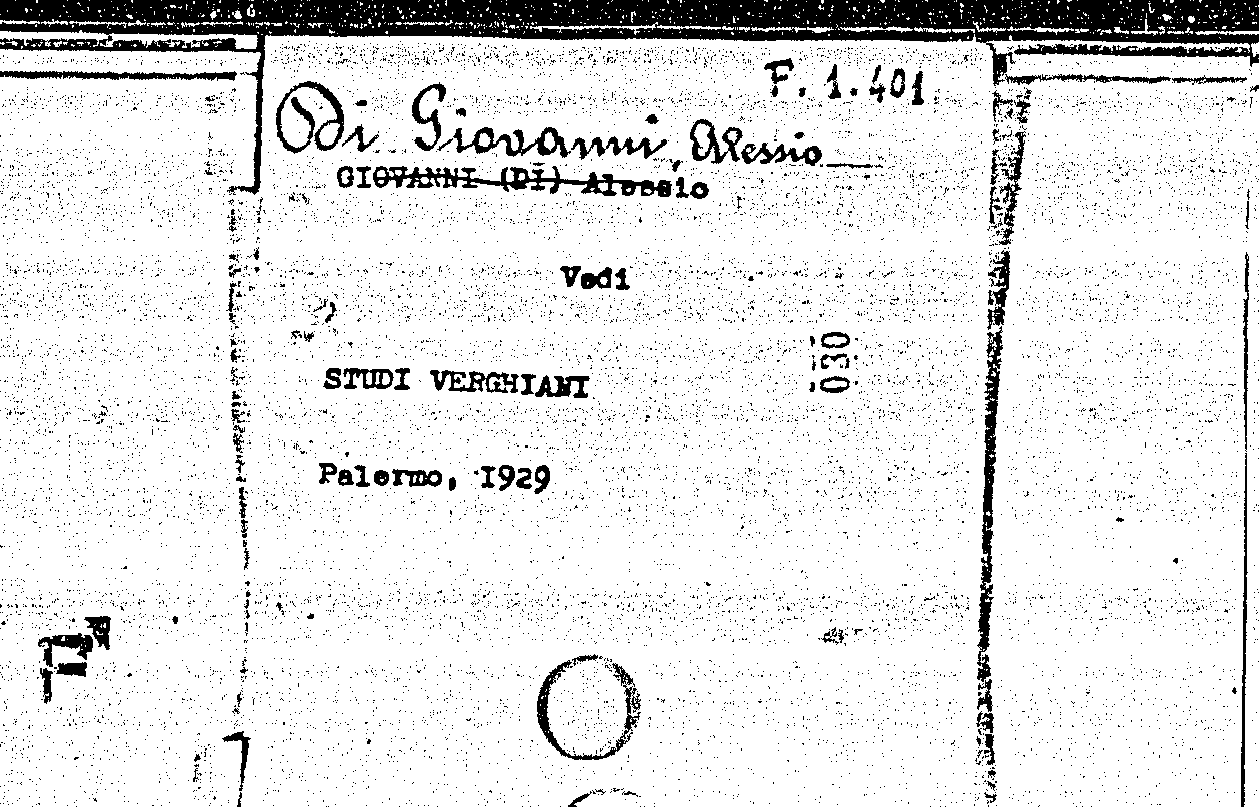 F. 1.401
Di Giovanni, Alessio
GIOVANNI (DI) Alessio
Vedi
030
STUDI VERGHIANI
Palermo, 1929